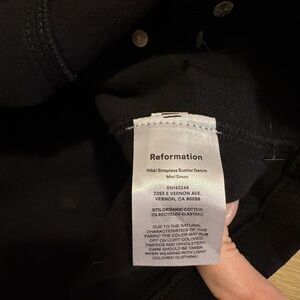 Reformation
Nikki Strapless Bustier Denim
Mini Dress
RN143248
2263 E VERNON AVE.
VERNON, CA 90058
97% ORGANIC COTTON
3% RECYCLED ELASTANE
DUE TO THE NATURAL
CHARACTERISTICS OF THIS
FABRIC THE COLOR MAY RUB
OFF ON LIGHT COLORED
FABRICS AND UPHOLSTERY
CARE SHOULD BE TAKEN
WHEN WEARING WITH LIGHT
COLORED CLOTHING